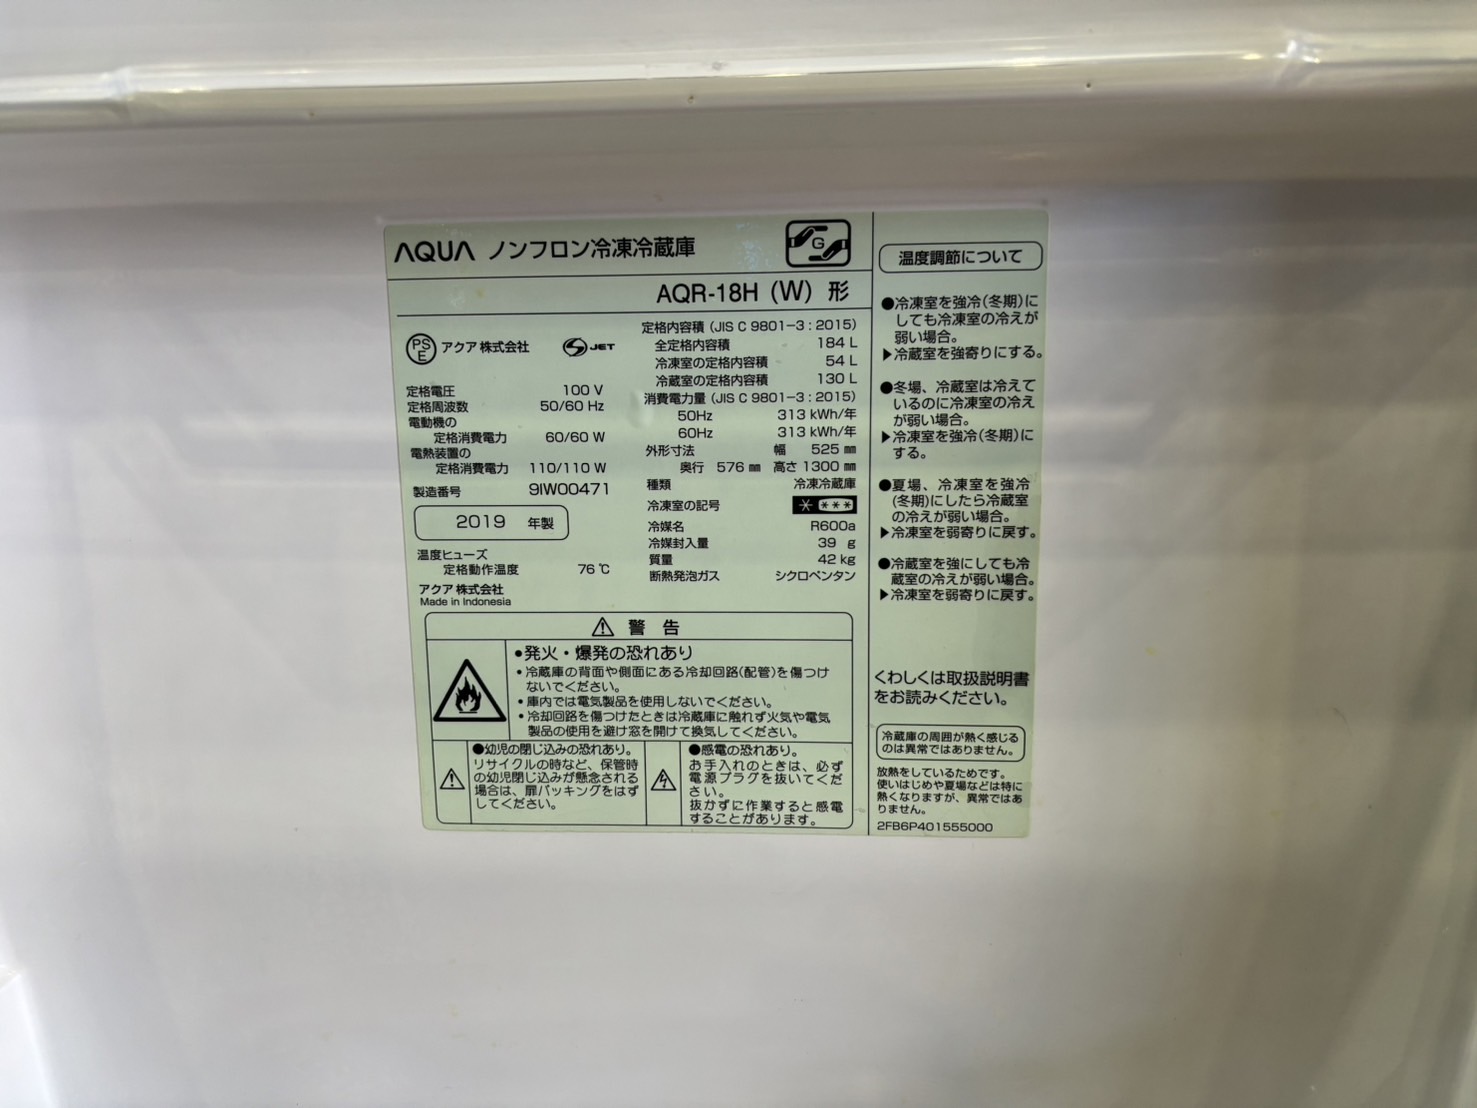 AQUA ノンフロン冷凍冷蔵庫
G
AQR-18H (W) 形
PS
E
アクア株式会社
S JET
定格電圧 100 V
定格周波数 50/60 Hz
電動機の
定格消費電力 60/60 W
電熱装置の
定格消費電力 110/110 W
製造番号 9IW00471
2019 年製
温度ヒューズ
定格動作温度 76 ℃
アクア株式会社
Made in Indonesia
定格内容積 (JIS C 9801-3 : 2015)
全定格内容積 184 L
冷凍室の定格内容積 54 L
冷蔵室の定格内容積 130 L
消費電力量 (JIS C 9801-3 : 2015)
50Hz 313 kWh/年
60Hz 313 kWh/年
外形寸法 幅 525 ㎜
奥行 576 ㎜ 高さ 1300 ㎜
種類 冷凍冷蔵庫
冷凍室の記号 * ***
冷媒名 R600a
冷媒封入量 39 g
質量 42 kg
断熱発泡ガス シクロペンタン
⚠ 警 告
●発火・爆発の恐れあり
・冷蔵庫の背面や側面にある冷却回路(配管)を傷つけ
ないでください。
・庫内では電気製品を使用しないでください。
・冷却回路を傷つけたときは冷蔵庫に触れず火気や電気
製品の使用を避け窓を開けて換気してください。
●幼児の閉じ込みの恐れあり。
リサイクルの時など、保管時
の幼児閉じ込みが懸念される
場合は、扉パッキングをはず
してください。
●感電の恐れあり。
お手入れのときは、必ず
電源プラグを抜いてくだ
さい。
抜かずに作業すると感電
することがあります。
温度調節について
●冷凍室を強冷(冬期)に
しても冷凍室の冷えが
弱い場合。
▶冷蔵室を強寄りにする。
●冬場、冷蔵室は冷えて
いるのに冷凍室の冷え
が弱い場合。
▶冷凍室を強冷(冬期)に
する。
●夏場、冷凍室を強冷
(冬期)にしたら冷蔵室
の冷えが弱い場合。
▶冷凍室を弱寄りに戻す。
●冷蔵室を強にしても冷
蔵室の冷えが弱い場合。
▶冷凍室を弱寄りに戻す。
くわしくは取扱説明書
をお読みください。
冷蔵庫の周囲が熱く感じる
のは異常ではありません。
放熱をしているためです。
使いはじめや夏場などは特に
熱くなりますが、異常ではあ
りません。
2FB6P401555000